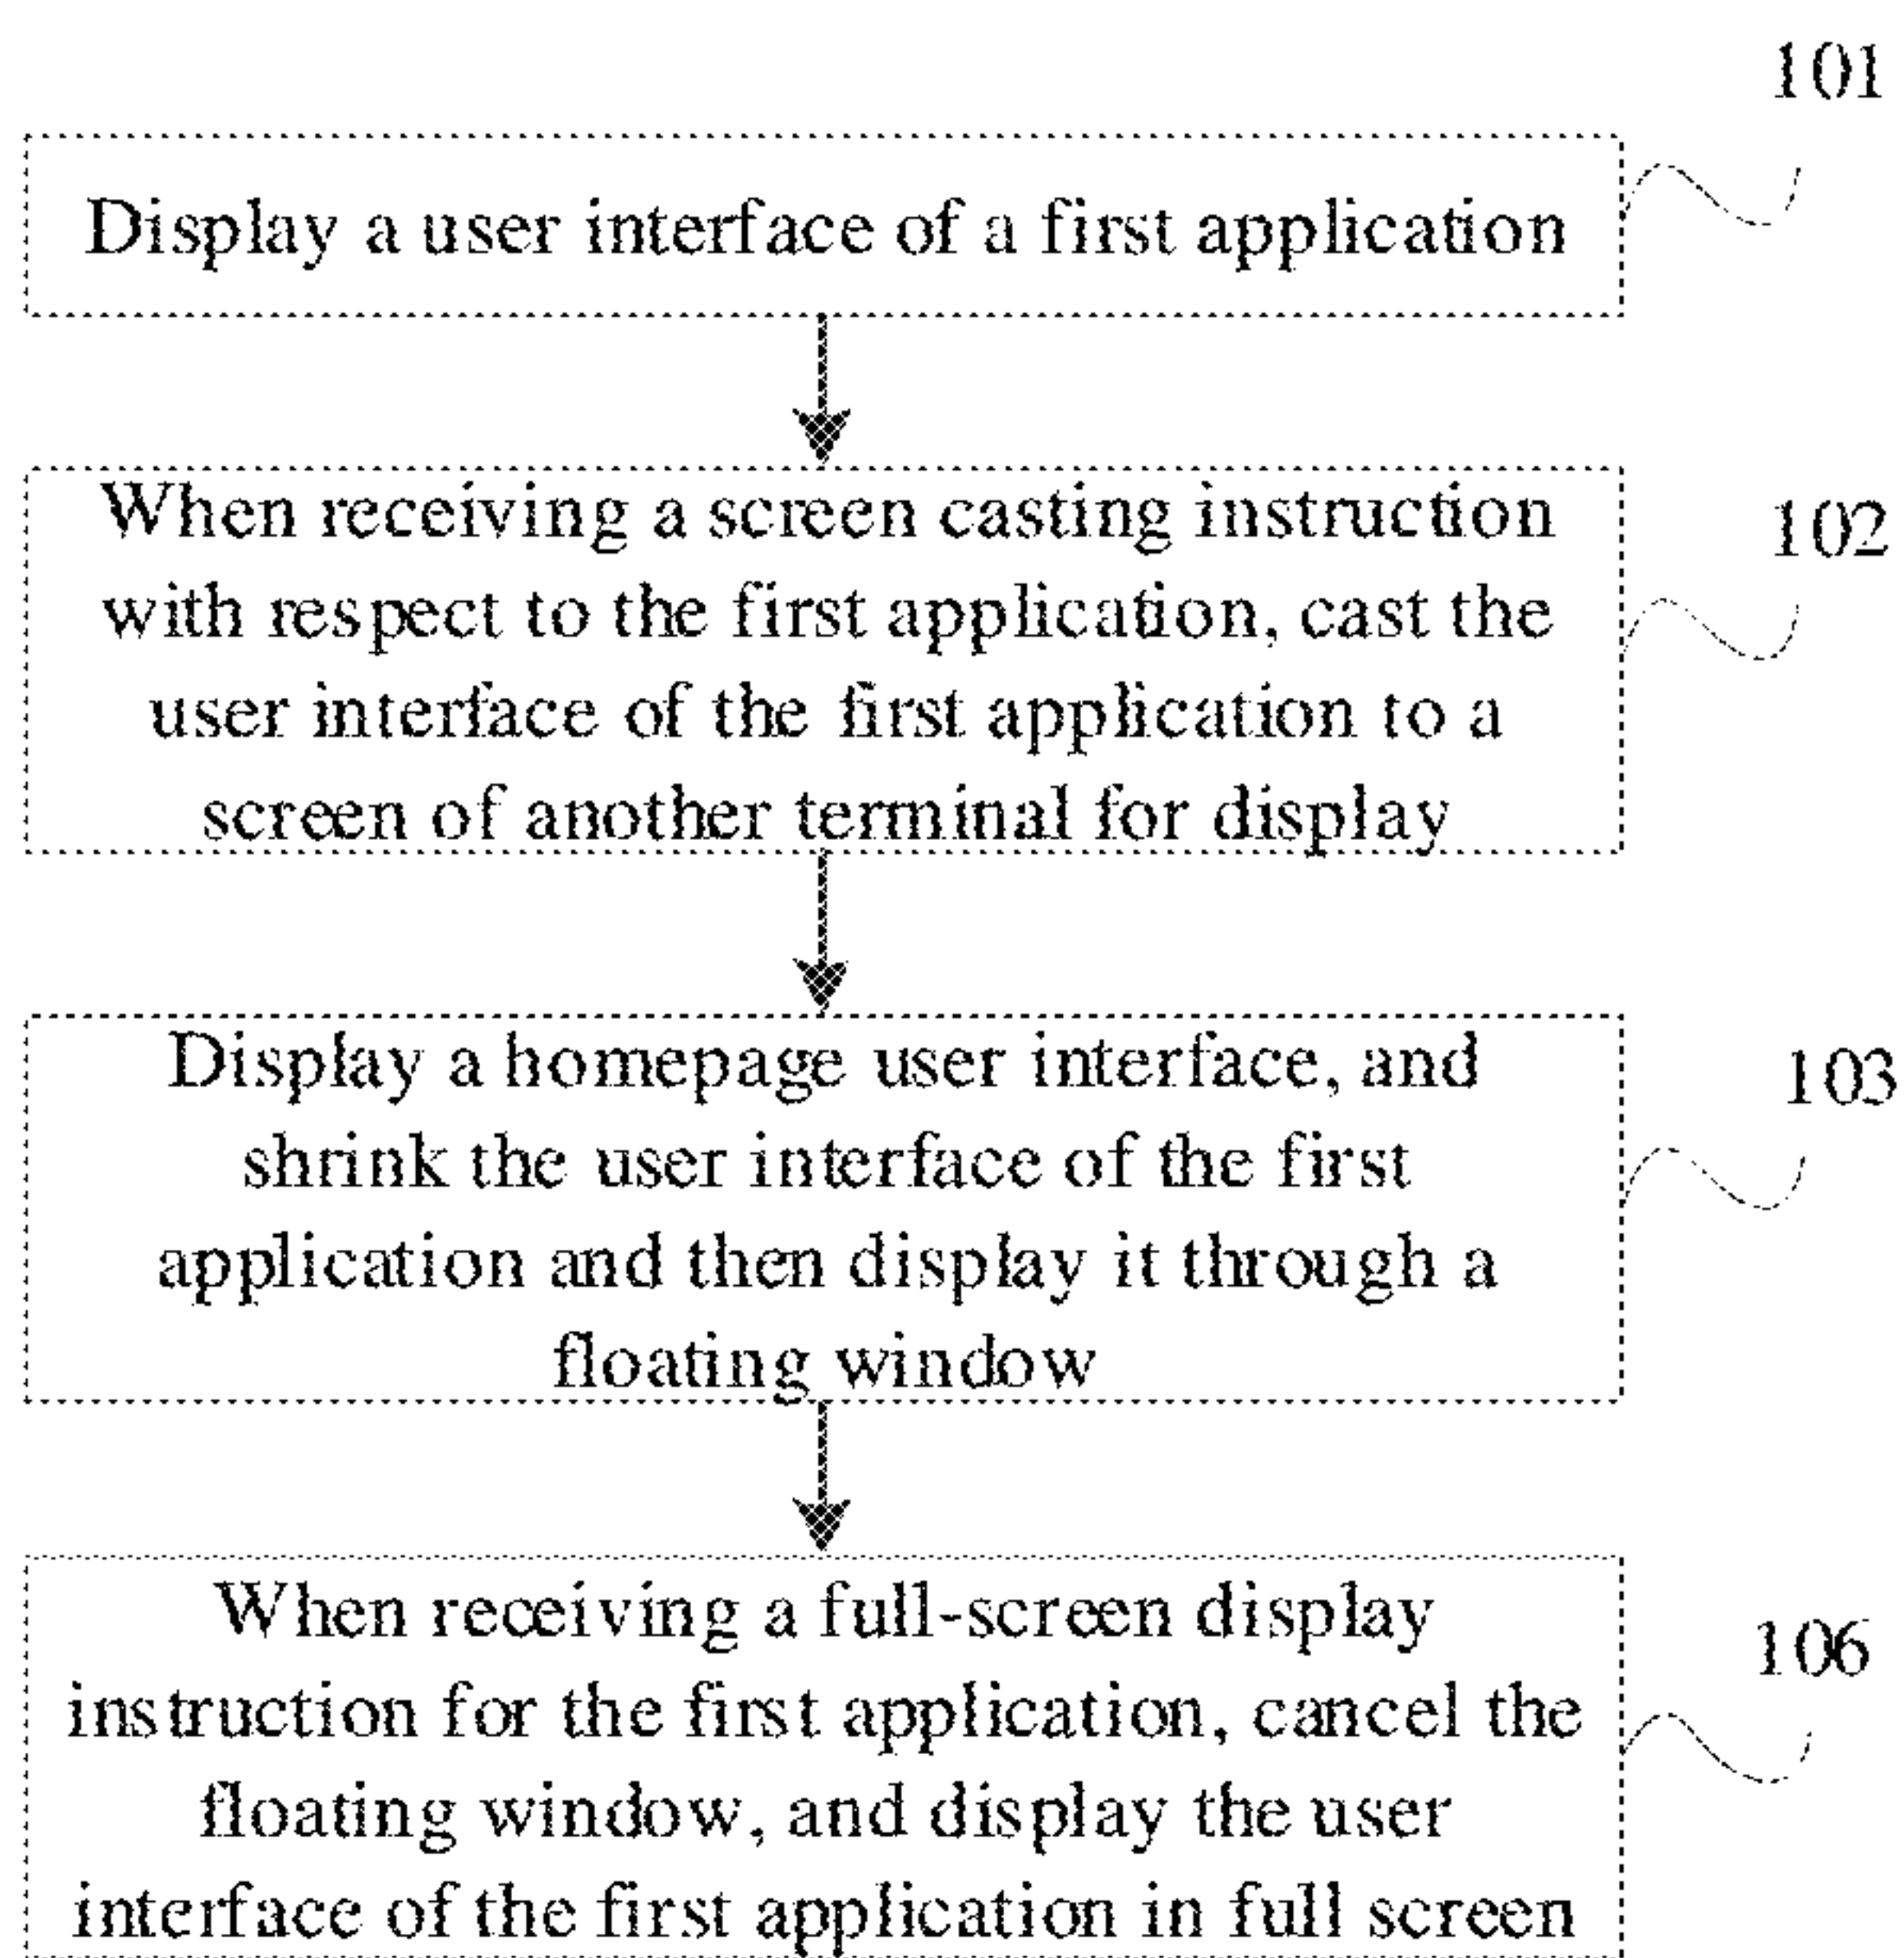 101
Display a user interface of a first application
When receiving a screen casting instruction
102
with respect to the first application, cast the
user interface of the first application to a
screen of another terminal for display
Display a homepage user interface, and
103
shrink the user interface of the first
application and then display it through a
floating window
When receiving a full-screen display
106
instruction for the first application, cancel the
floating window, and display the user
interface of the first application in full screen